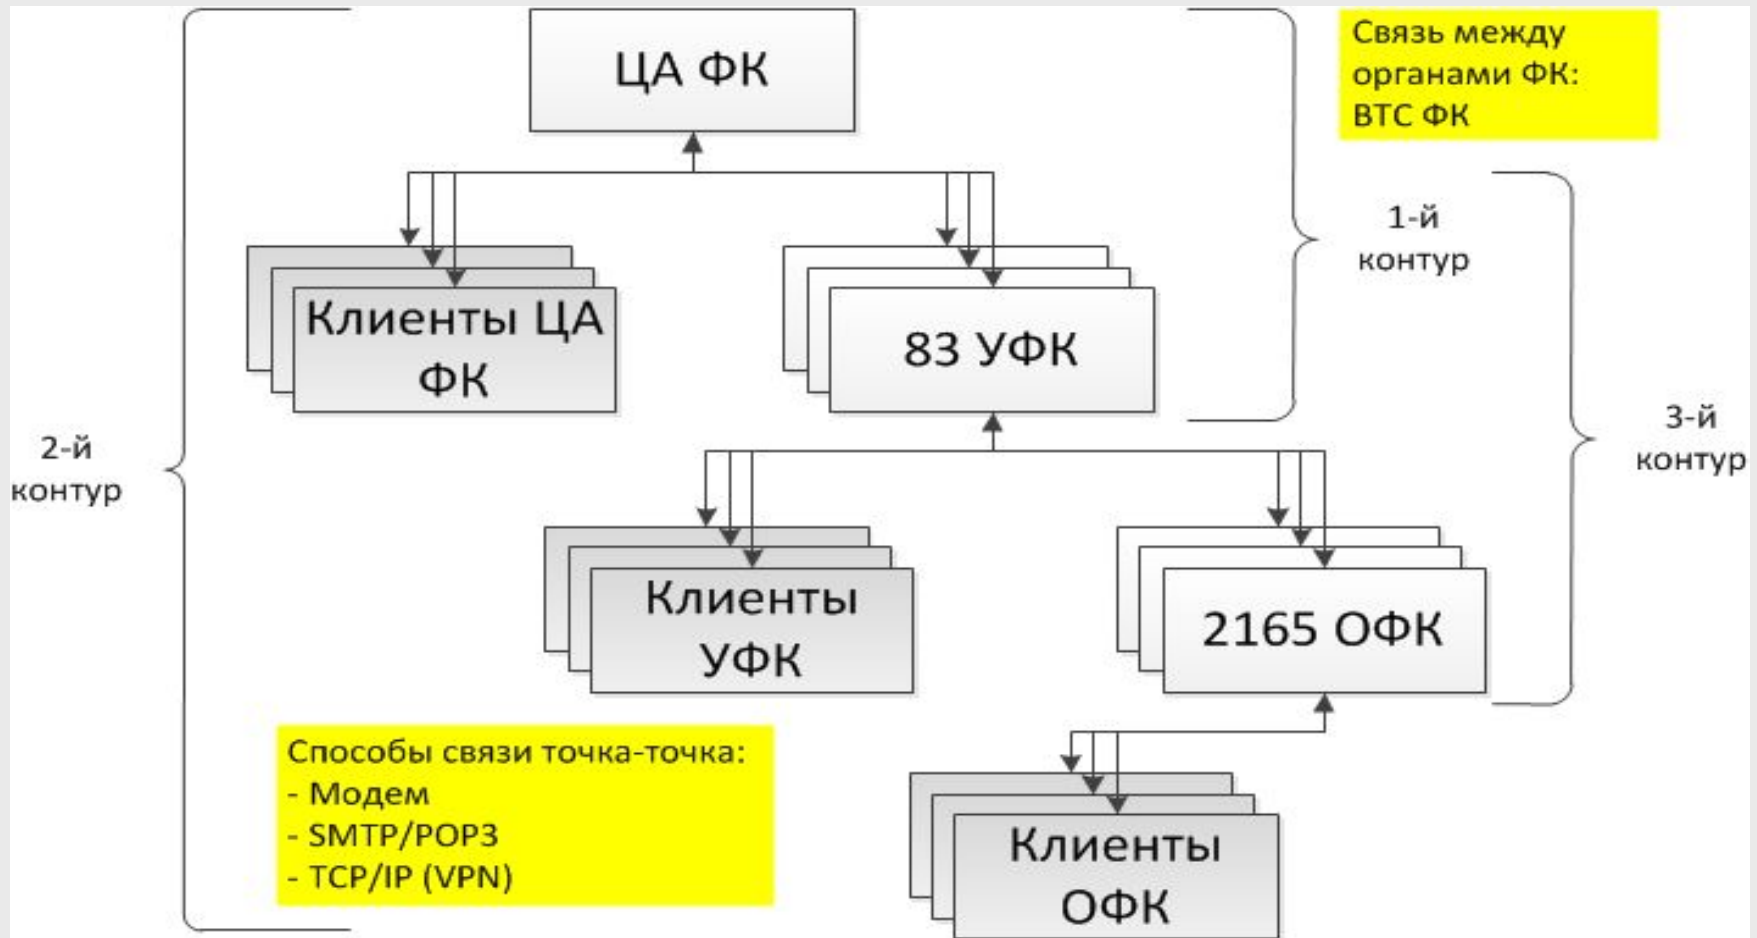 ЦА ФК
Связь между
органами ФК:
ВТС ФК
1-й
контур
Клиенты ЦА
ФК
83 УФК
2-й
контур
3-й
контур
Клиенты
УФК
2165 ОФК
Способы связи точка-точка:
- Модем
- SMTP/POP3
- TCP/IP (VPN)
Клиенты
ОФК